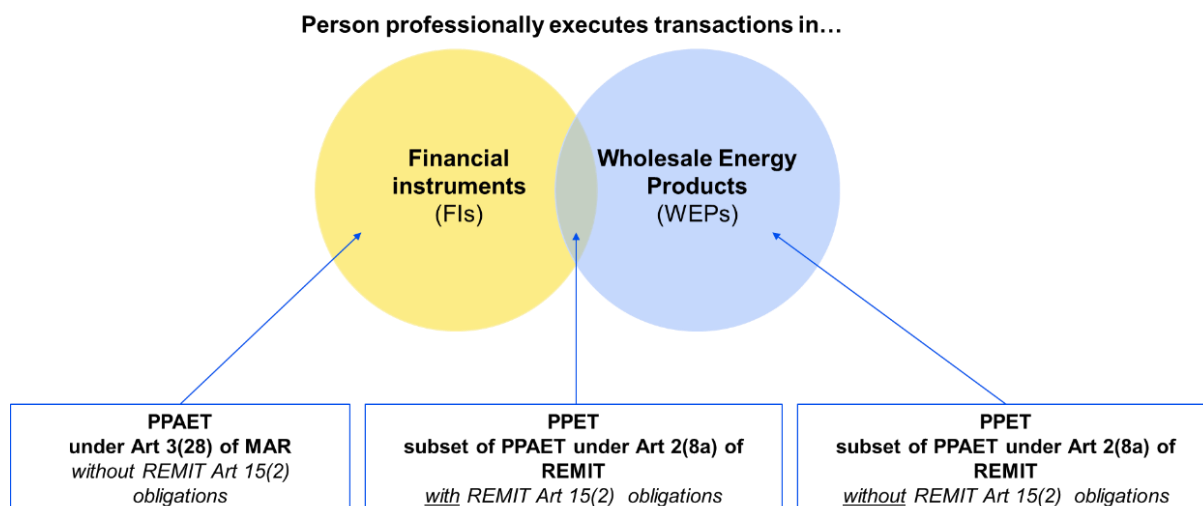 Person professionally executes transactions in…
Financial
instruments
(FIs)
Wholesale Energy
Products
(WEPs)
PPAET
under Art 3(28) of MAR
without REMIT Art 15(2)
obligations
PPET
subset of PPAET under Art 2(8a) of
REMIT
with REMIT Art 15(2) obligations
PPET
subset of PPAET under Art 2(8a) of
REMIT
without REMIT Art 15(2) obligations